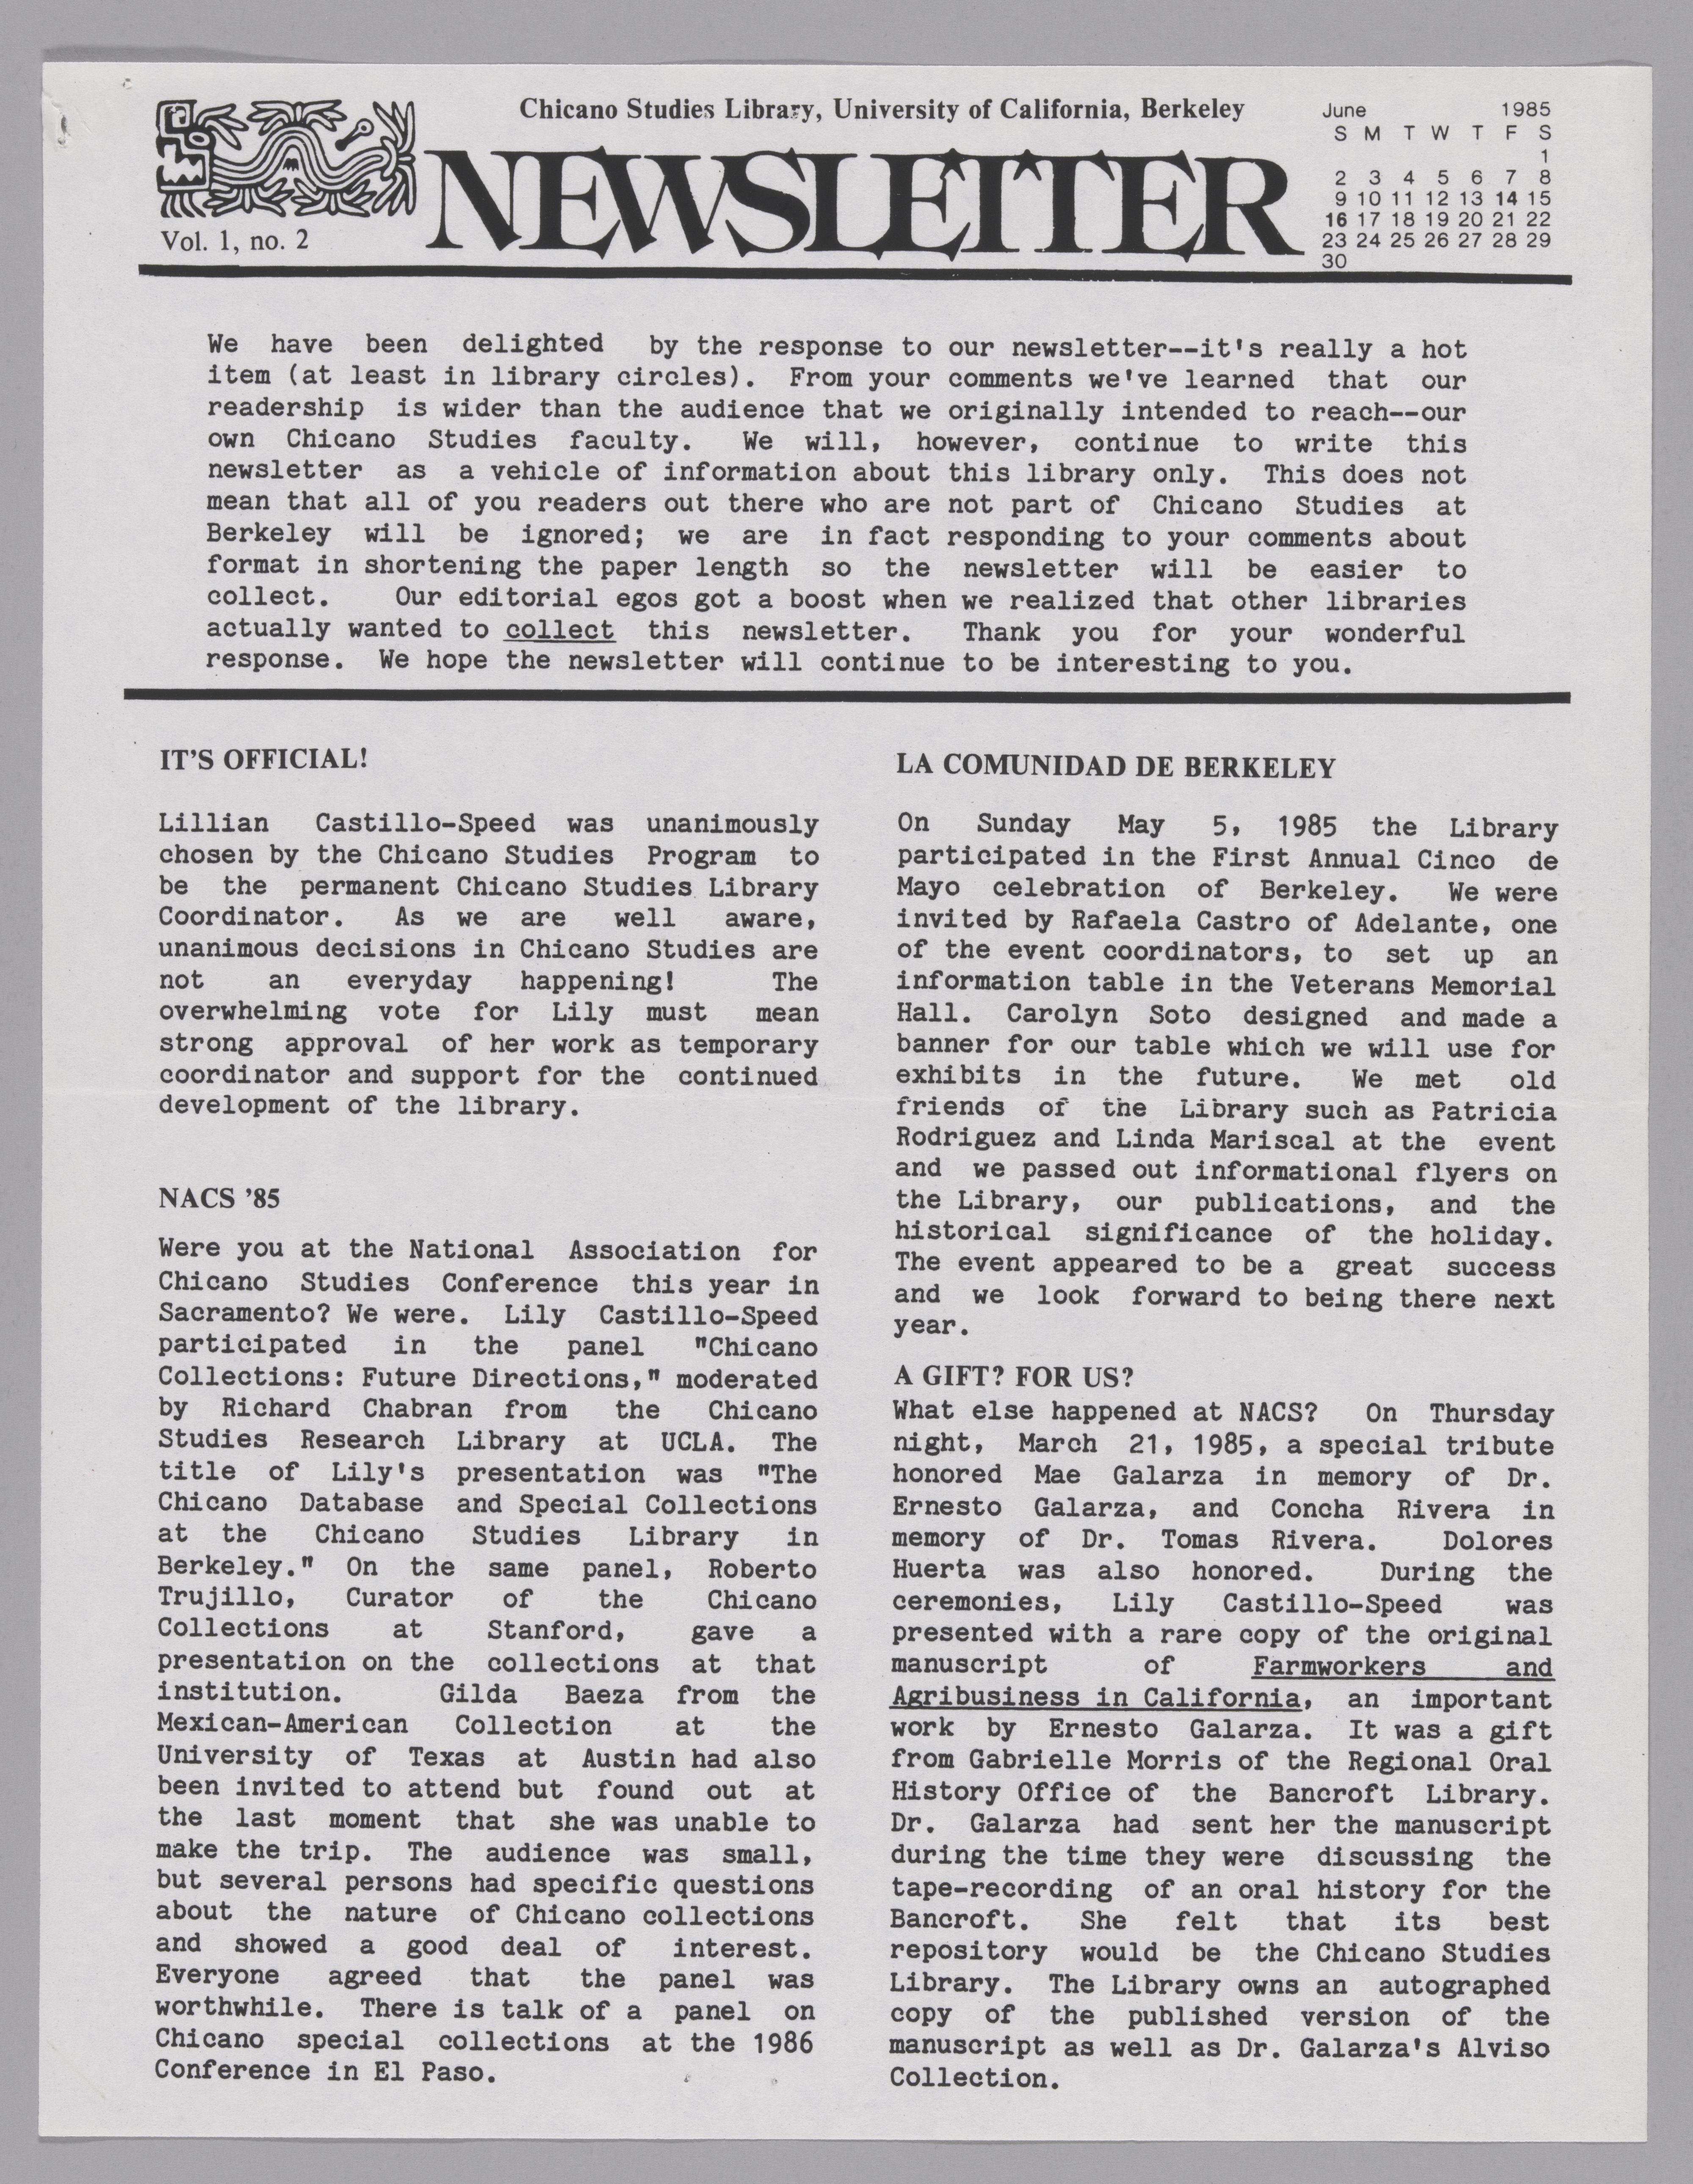 Chicano Studies Library, University of California, Berkeley
NEWSLETTER
Vol. 1, no. 2
June 1985
S M T W T F S
1
2 3 4 5 6 7 8
9 10 11 12 13 14 15
16 17 18 19 20 21 22
23 24 25 26 27 28 29
30
We have been delighted by the response to our newsletter--it's really a hot
item (at least in library circles). From your comments we've learned that our
readership is wider than the audience that we originally intended to reach--our
own Chicano Studies faculty. We will, however, continue to write this
newsletter as a vehicle of information about this library only. This does not
mean that all of you readers out there who are not part of Chicano Studies at
Berkeley will be ignored; we are in fact responding to your comments about
format in shortening the paper length so the newsletter will be easier to
collect. Our editorial egos got a boost when we realized that other libraries
actually wanted to collect this newsletter. Thank you for your wonderful
response. We hope the newsletter will continue to be interesting to you.
IT'S OFFICIAL!
Lillian Castillo-Speed was unanimously
chosen by the Chicano Studies Program to
be the permanent Chicano Studies Library
Coordinator. As we are well aware,
unanimous decisions in Chicano Studies are
not an everyday happening! The
overwhelming vote for Lily must mean
strong approval of her work as temporary
coordinator and support for the continued
development of the library.
NACS '85
Were you at the National Association for
Chicano Studies Conference this year in
Sacramento? We were. Lily Castillo-Speed
participated in the panel "Chicano
Collections: Future Directions," moderated
by Richard Chabran from the Chicano
Studies Research Library at UCLA. The
title of Lily's presentation was "The
Chicano Database and Special Collections
at the Chicano Studies Library in
Berkeley." On the same panel, Roberto
Trujillo, Curator of the Chicano
Collections at Stanford, gave a
presentation on the collections at that
institution. Gilda Baeza from the
Mexican-American Collection at the
University of Texas at Austin had also
been invited to attend but found out at
the last moment that she was unable to
make the trip. The audience was small,
but several persons had specific questions
about the nature of Chicano collections
and showed a good deal of interest.
Everyone agreed that the panel was
worthwhile. There is talk of a panel on
Chicano special collections at the 1986
Conference in El Paso.
LA COMUNIDAD DE BERKELEY
On Sunday May 5, 1985 the Library
participated in the First Annual Cinco de
Mayo celebration of Berkeley. We were
invited by Rafaela Castro of Adelante, one
of the event coordinators, to set up an
information table in the Veterans Memorial
Hall. Carolyn Soto designed and made a
banner for our table which we will use for
exhibits in the future. We met old
friends of the Library such as Patricia
Rodriguez and Linda Mariscal at the event
and we passed out informational flyers on
the Library, our publications, and the
historical significance of the holiday.
The event appeared to be a great success
and we look forward to being there next
year.
A GIFT? FOR US?
What else happened at NACS? On Thursday
night, March 21, 1985, a special tribute
honored Mae Galarza in memory of Dr.
Ernesto Galarza, and Concha Rivera in
memory of Dr. Tomas Rivera. Dolores
Huerta was also honored. During the
ceremonies, Lily Castillo-Speed was
presented with a rare copy of the original
manuscript of Farmworkers and
Agribusiness in California, an important
work by Ernesto Galarza. It was a gift
from Gabrielle Morris of the Regional Oral
History Office of the Bancroft Library.
Dr. Galarza had sent her the manuscript
during the time they were discussing the
tape-recording of an oral history for the
Bancroft. She felt that its best
repository would be the Chicano Studies
Library. The Library owns an autographed
copy of the published version of the
manuscript as well as Dr. Galarza's Alviso
Collection.